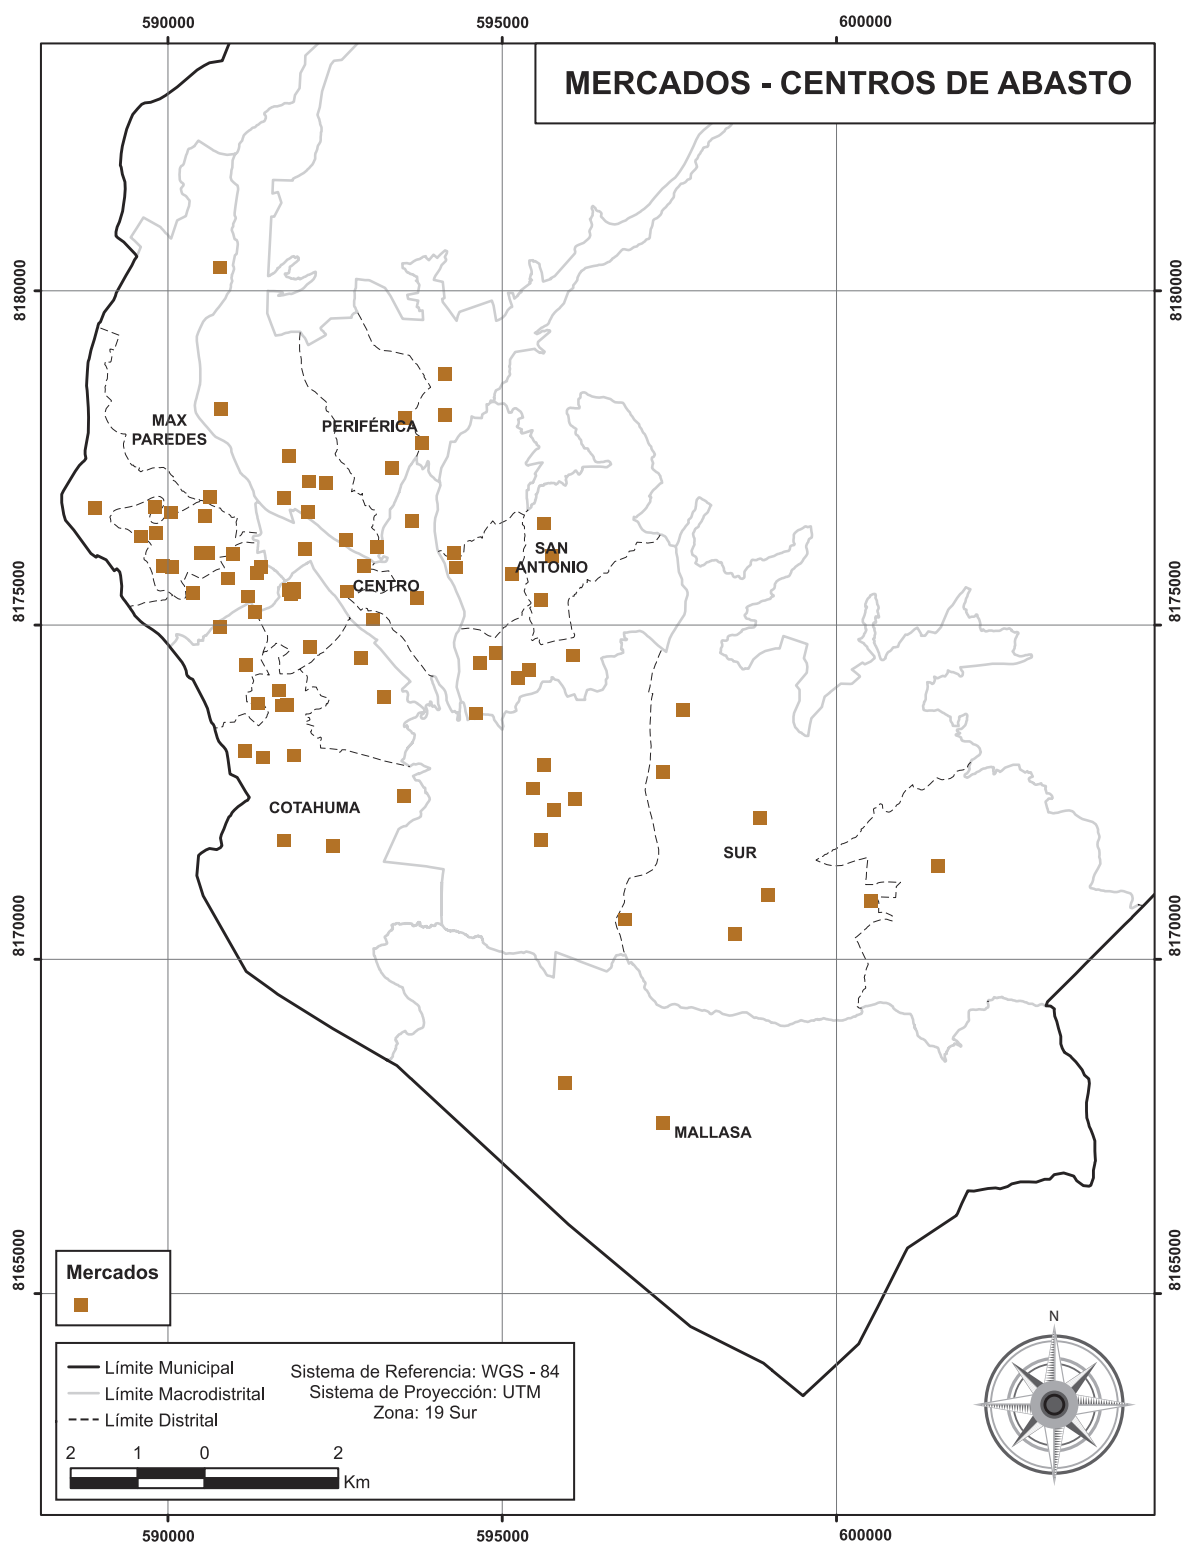 590000
595000
600000
MERCADOS - CENTROS DE ABASTO
8180000
8180000
MAX
PAREDES
PERIFÉRICA
SAN
ANTONIO
CENTRO
8175000
8175000
COTAHUMA
SUR
8170000
8170000
MALLASA
8165000
8165000
Mercados
Límite Municipal
Límite Macrodistrital
Límite Distrital
Sistema de Referencia: WGS - 84
Sistema de Proyección: UTM
Zona: 19 Sur
2 1 0 2
Km
N
590000
595000
600000